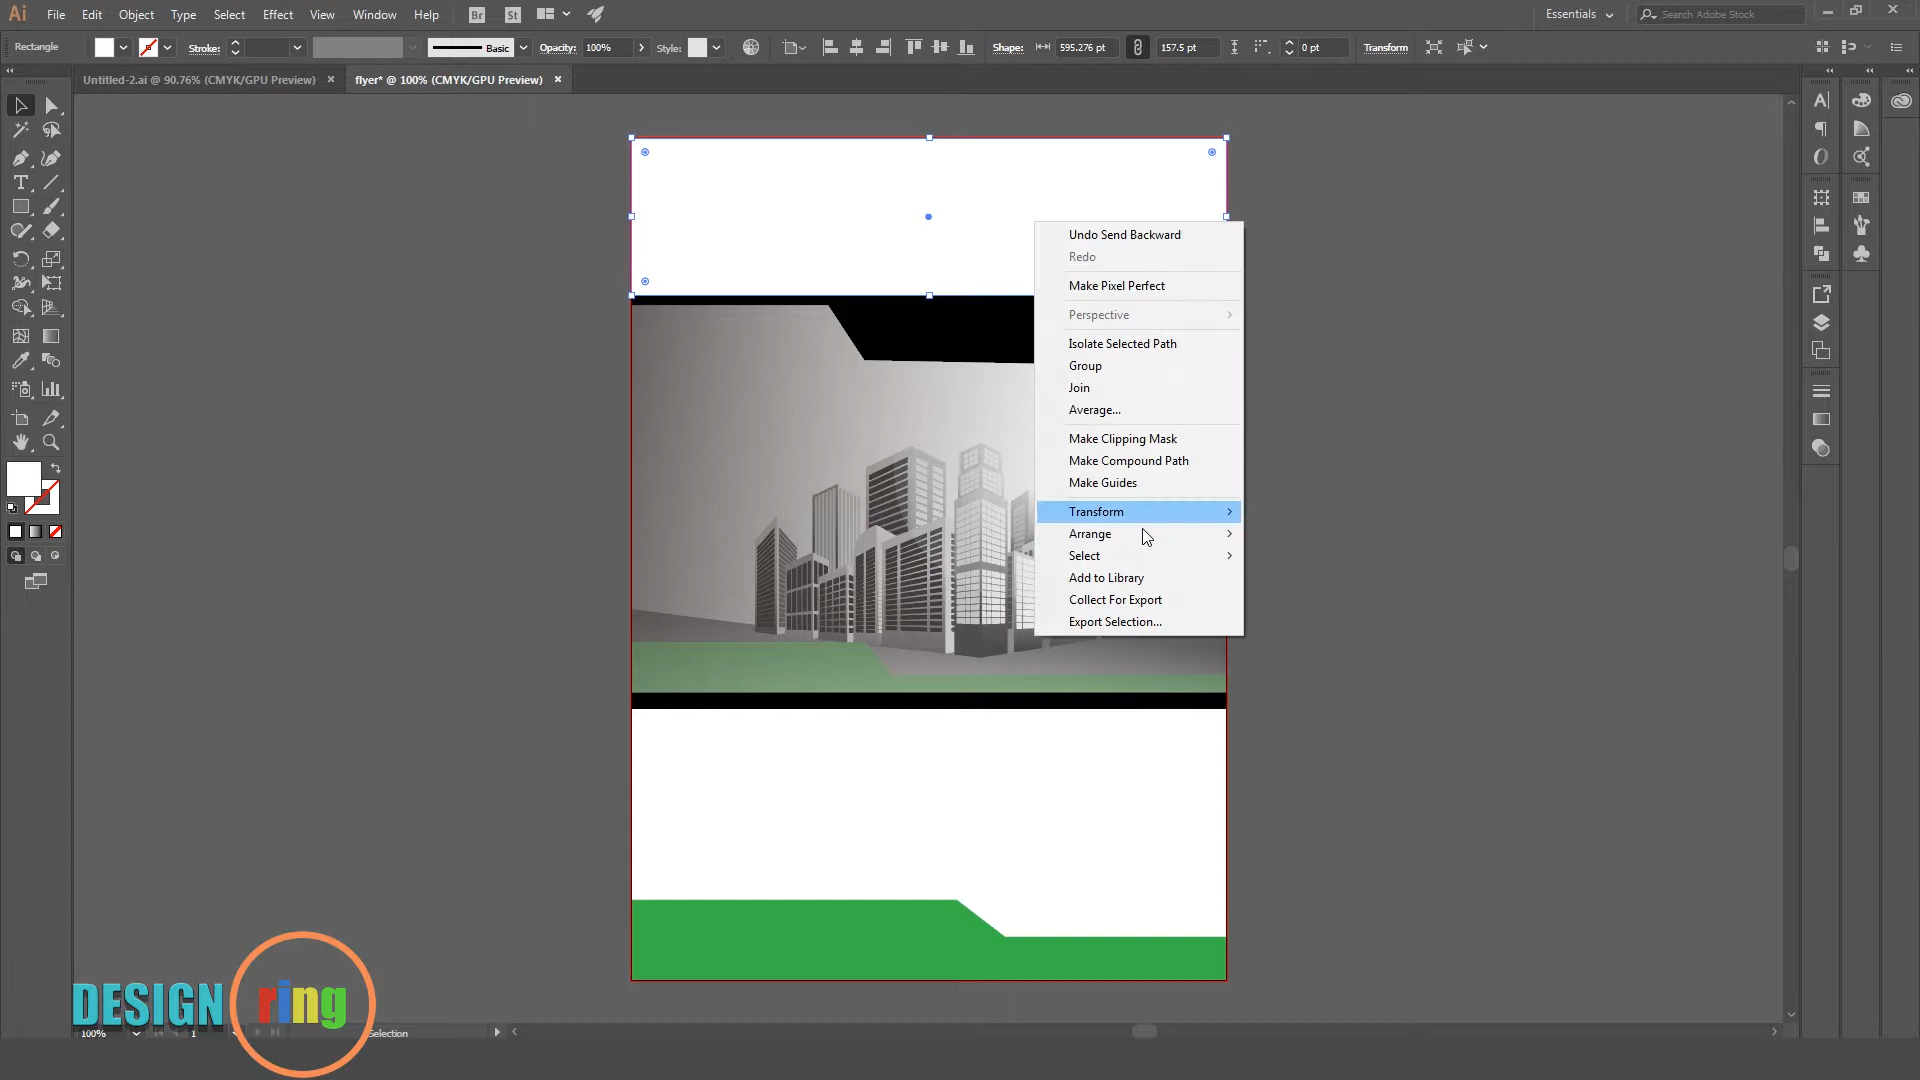 Ai File Edit Object Type Select Effect View Window Help Br St Essentials Search Adobe Stock
Rectangle Stroke: Basic Opacity: 100% Style: Shape: 595.276 pt 157.5 pt 0 pt Transform
Untitled-2.ai @ 90.76% (CMYK/GPU Preview) × flyer* @ 100% (CMYK/GPU Preview) ×
Undo Send Backward
Redo
Make Pixel Perfect
Perspective
Isolate Selected Path
Group
Join
Average...
Make Clipping Mask
Make Compound Path
Make Guides
Transform
Arrange
Select
Add to Library
Collect For Export
Export Selection...
DESIGN ring
100% 1 Selection